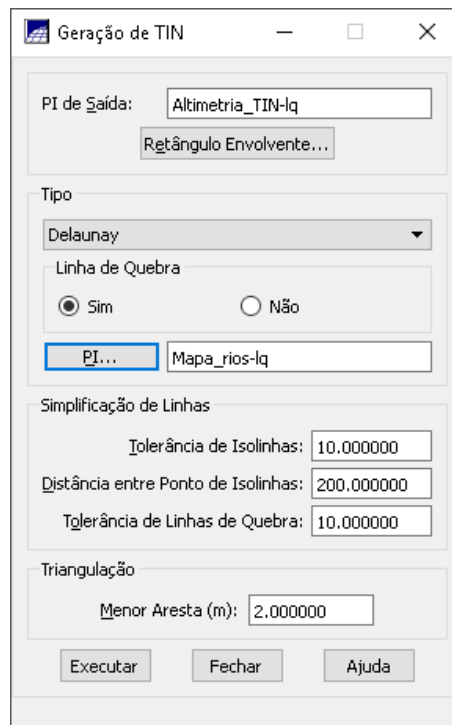 Geração de TIN
PI de Saída: Altimetria_TIN-lq
Retângulo Envolvente...
Tipo
Delaunay
Linha de Quebra
Sim Não
PI... Mapa_rios-lq
Simplificação de Linhas
Tolerância de Isolinhas: 10.000000
Distância entre Ponto de Isolinhas: 200.000000
Tolerância de Linhas de Quebra: 10.000000
Triangulação
Menor Aresta (m): 2.000000
Executar Fechar Ajuda